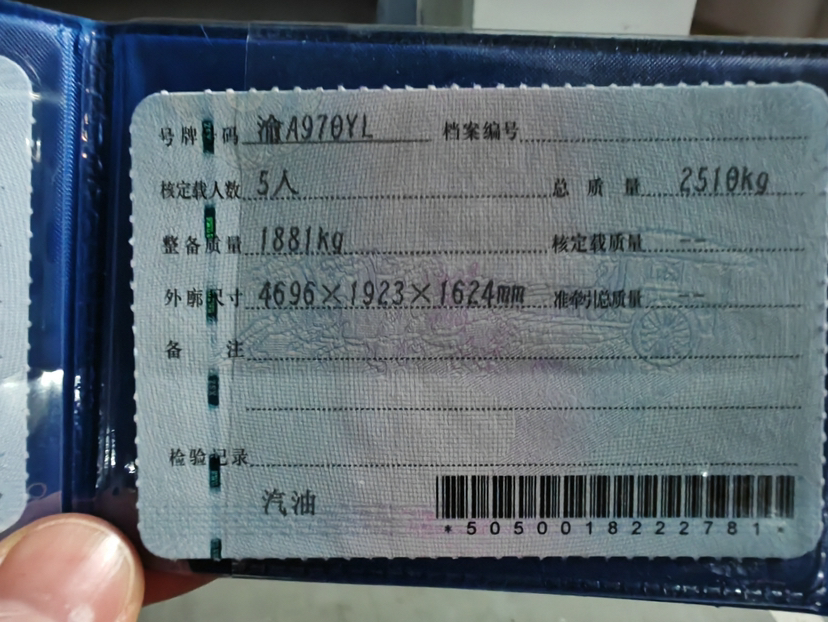 号牌号码 渝A970YL 档案编号
核定载人数 5人 总质量 2510kg
整备质量 1881kg 核定载质量 --
外廓尺寸 4696×1923×1624mm 准牵引总质量 --
备注
检验记录
汽油
*5050018222781*